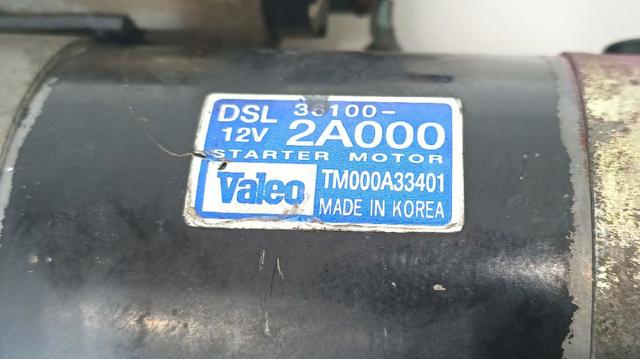 DSL 36100-
12V 2A000
STARTER MOTOR
Valeo TM000A33401
MADE IN KOREA